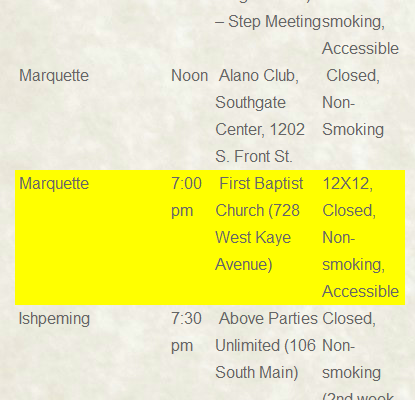 – Step Meeting smoking,
Accessible
Marquette Noon Alano Club, Closed,
Southgate Non-
Center, 1202 Smoking
S. Front St.
Marquette 7:00 First Baptist 12X12,
pm Church (728 Closed,
West Kaye Non-
Avenue) smoking,
Accessible
Ishpeming 7:30 Above Parties Closed,
pm Unlimited (106 Non-
South Main) smoking
(2nd week